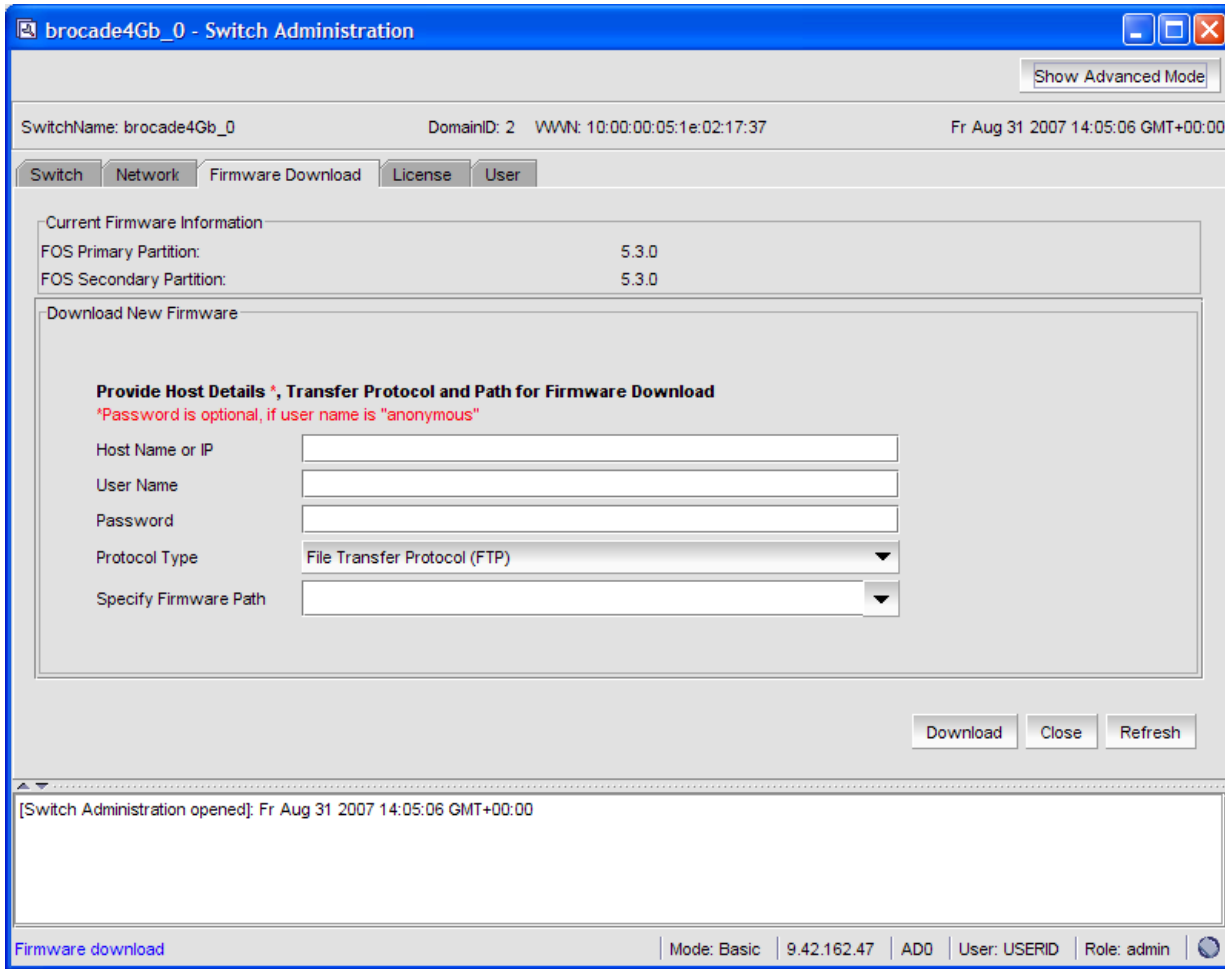 brocade4Gb_0 - Switch Administration
Show Advanced Mode
SwitchName: brocade4Gb_0 DomainID: 2 WWN: 10:00:00:05:1e:02:17:37 Fr Aug 31 2007 14:05:06 GMT+00:00
Switch Network Firmware Download License User
Current Firmware Information
FOS Primary Partition: 5.3.0
FOS Secondary Partition: 5.3.0
Download New Firmware
Provide Host Details *, Transfer Protocol and Path for Firmware Download
*Password is optional, if user name is "anonymous"
Host Name or IP
User Name
Password
Protocol Type File Transfer Protocol (FTP)
Specify Firmware Path
Download Close Refresh
[Switch Administration opened]: Fr Aug 31 2007 14:05:06 GMT+00:00
Firmware download Mode: Basic 9.42.162.47 AD0 User: USERID Role: admin